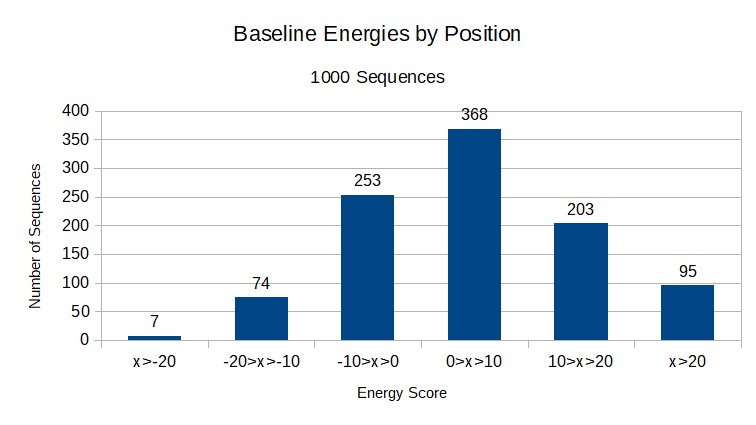 Baseline Energies by Position
1000 Sequences
400
350
300
250
200
150
100
50
0
Number of Sequences
7
74
253
368
203
95
x>-20
-20>x>-10
-10>x>0
0>x>10
10>x>20
x>20
Energy Score